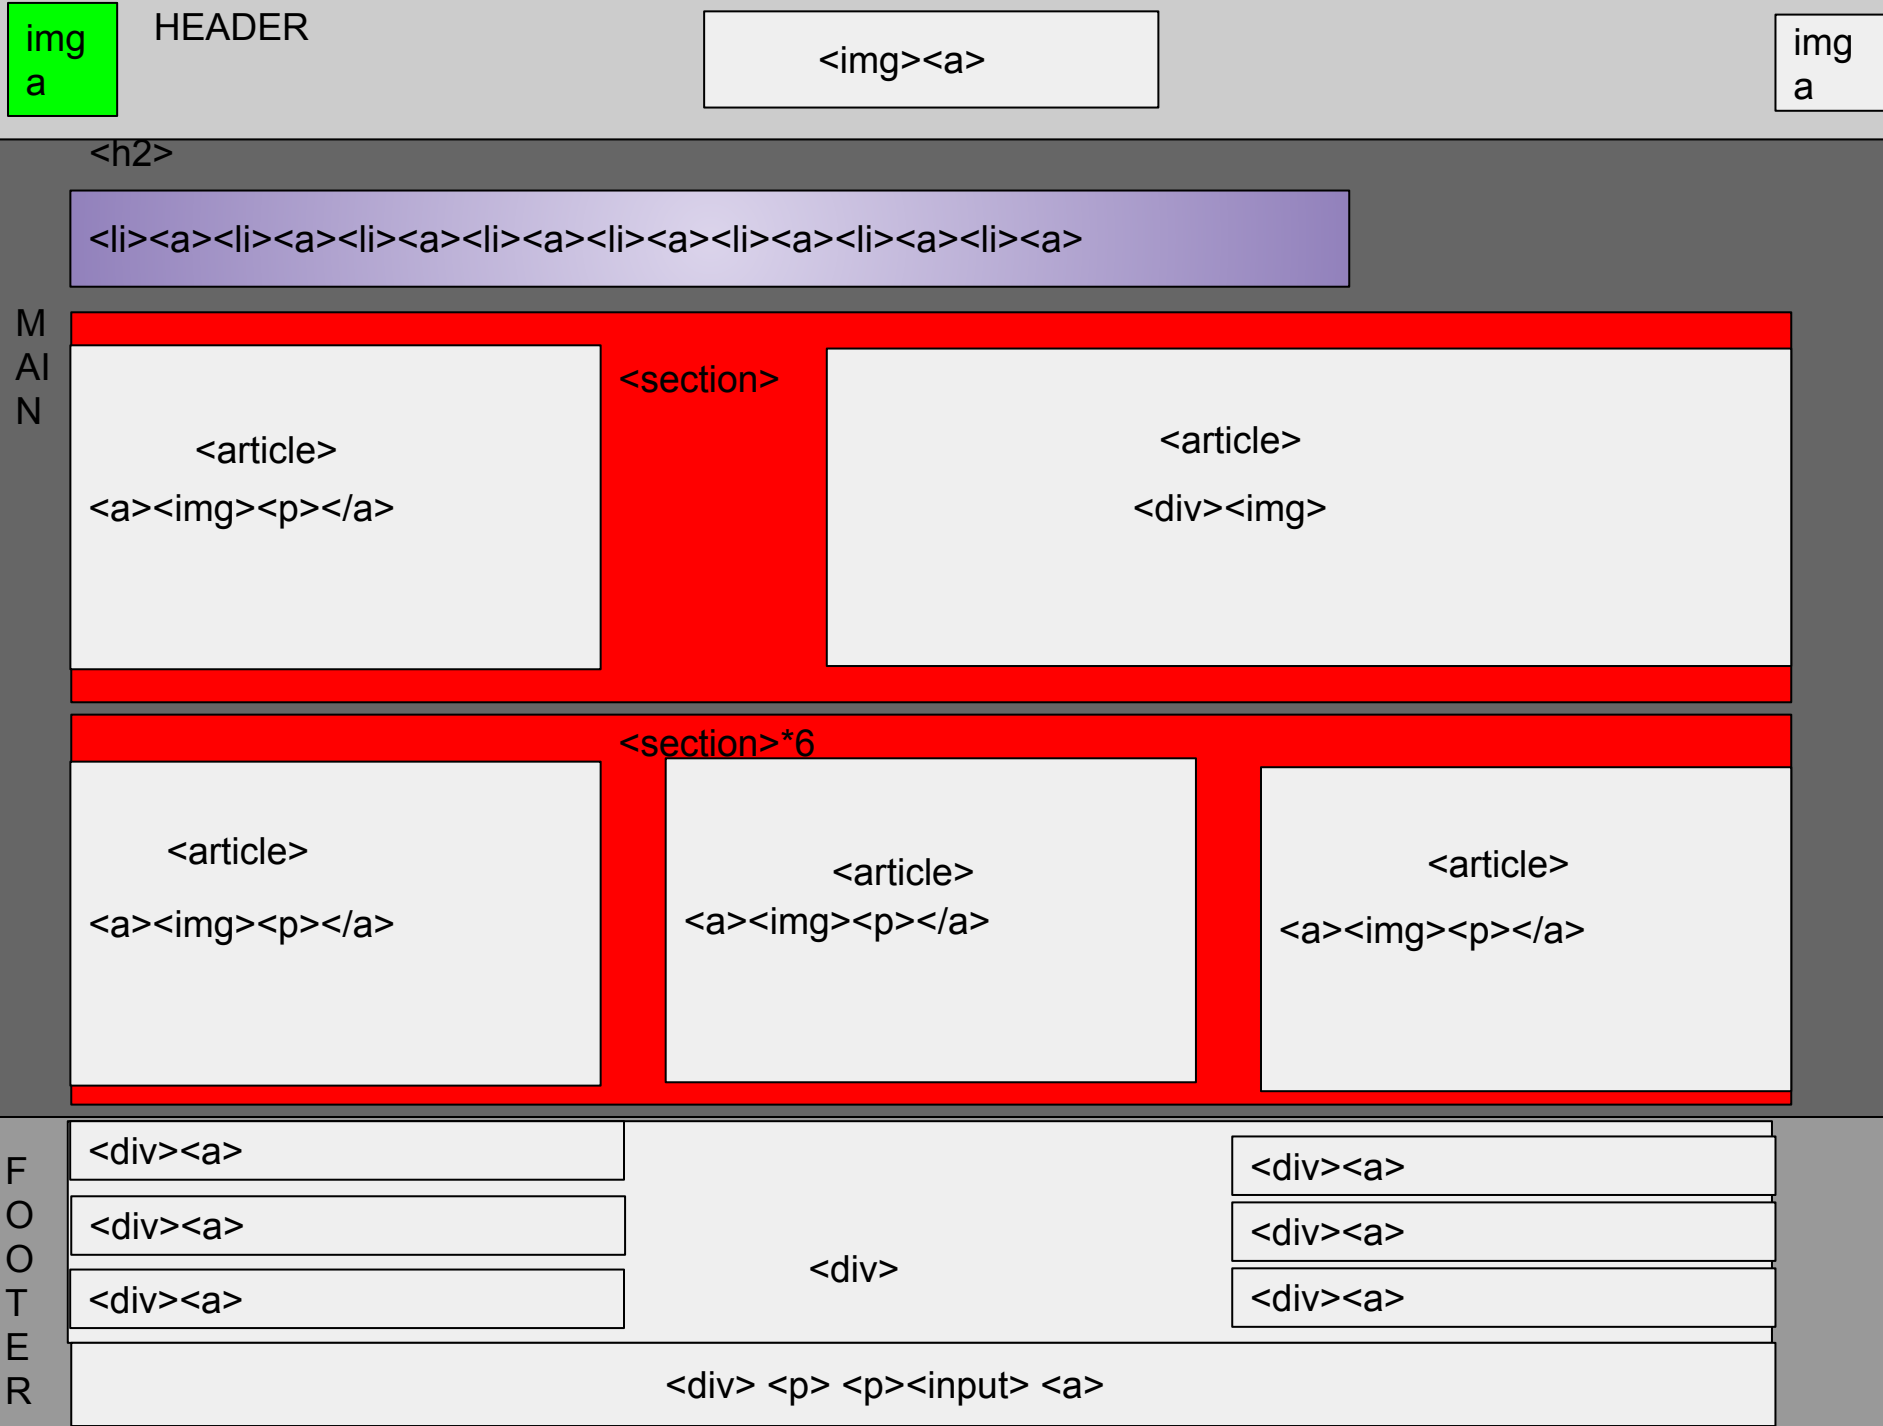 img
a
HEADER
<img><a>
img
a
<h2>
<li><a><li><a><li><a><li><a><li><a><li><a><li><a><li><a>
M
AI
N
<section>
<article>
<a><img><p></a>
<article>
<div><img>
<section>*6
<article>
<a><img><p></a>
<article>
<a><img><p></a>
<article>
<a><img><p></a>
F
O
O
T
E
R
<div><a>
<div><a>
<div><a>
<div>
<div><a>
<div><a>
<div><a>
<div> <p> <p><input> <a>